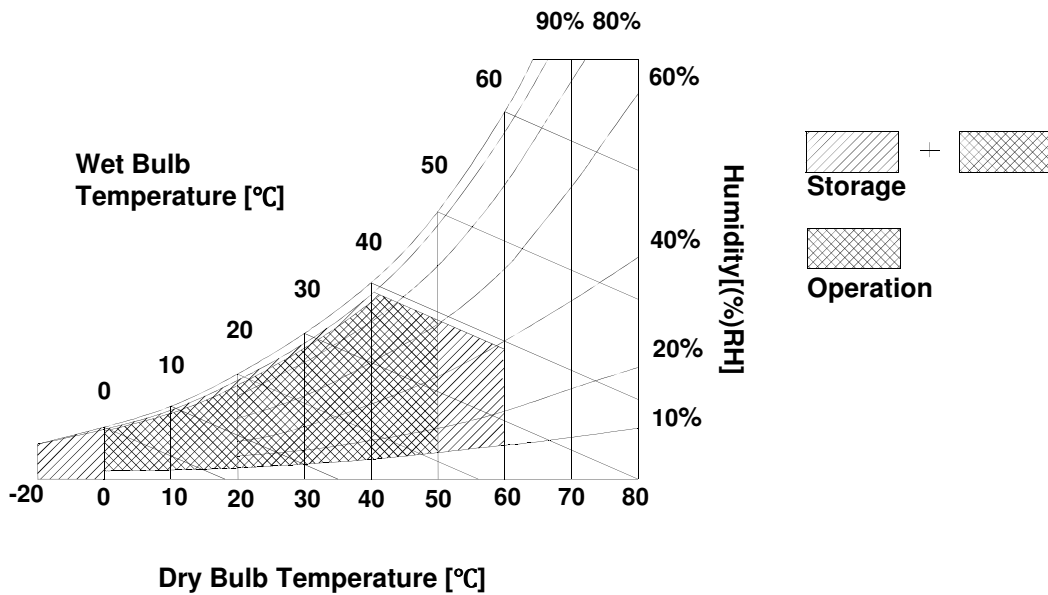 90% 80%
60
60%
Wet Bulb
Temperature [℃]
50
40
30
20
10
0
Humidity[(%)RH]
40%
20%
10%
+
Storage
Operation
-20 0 10 20 30 40 50 60 70 80
Dry Bulb Temperature [℃]